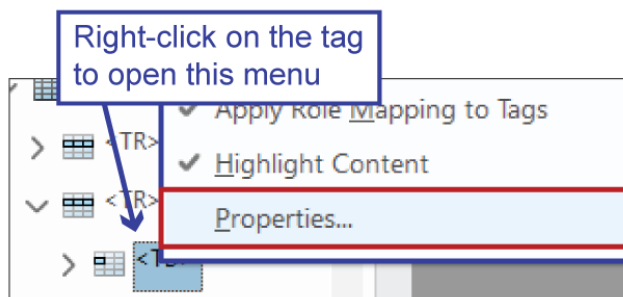 Right-click on the tag
to open this menu
Apply Role Mapping to Tags
<TR>
Highlight Content
<TR>
Properties...